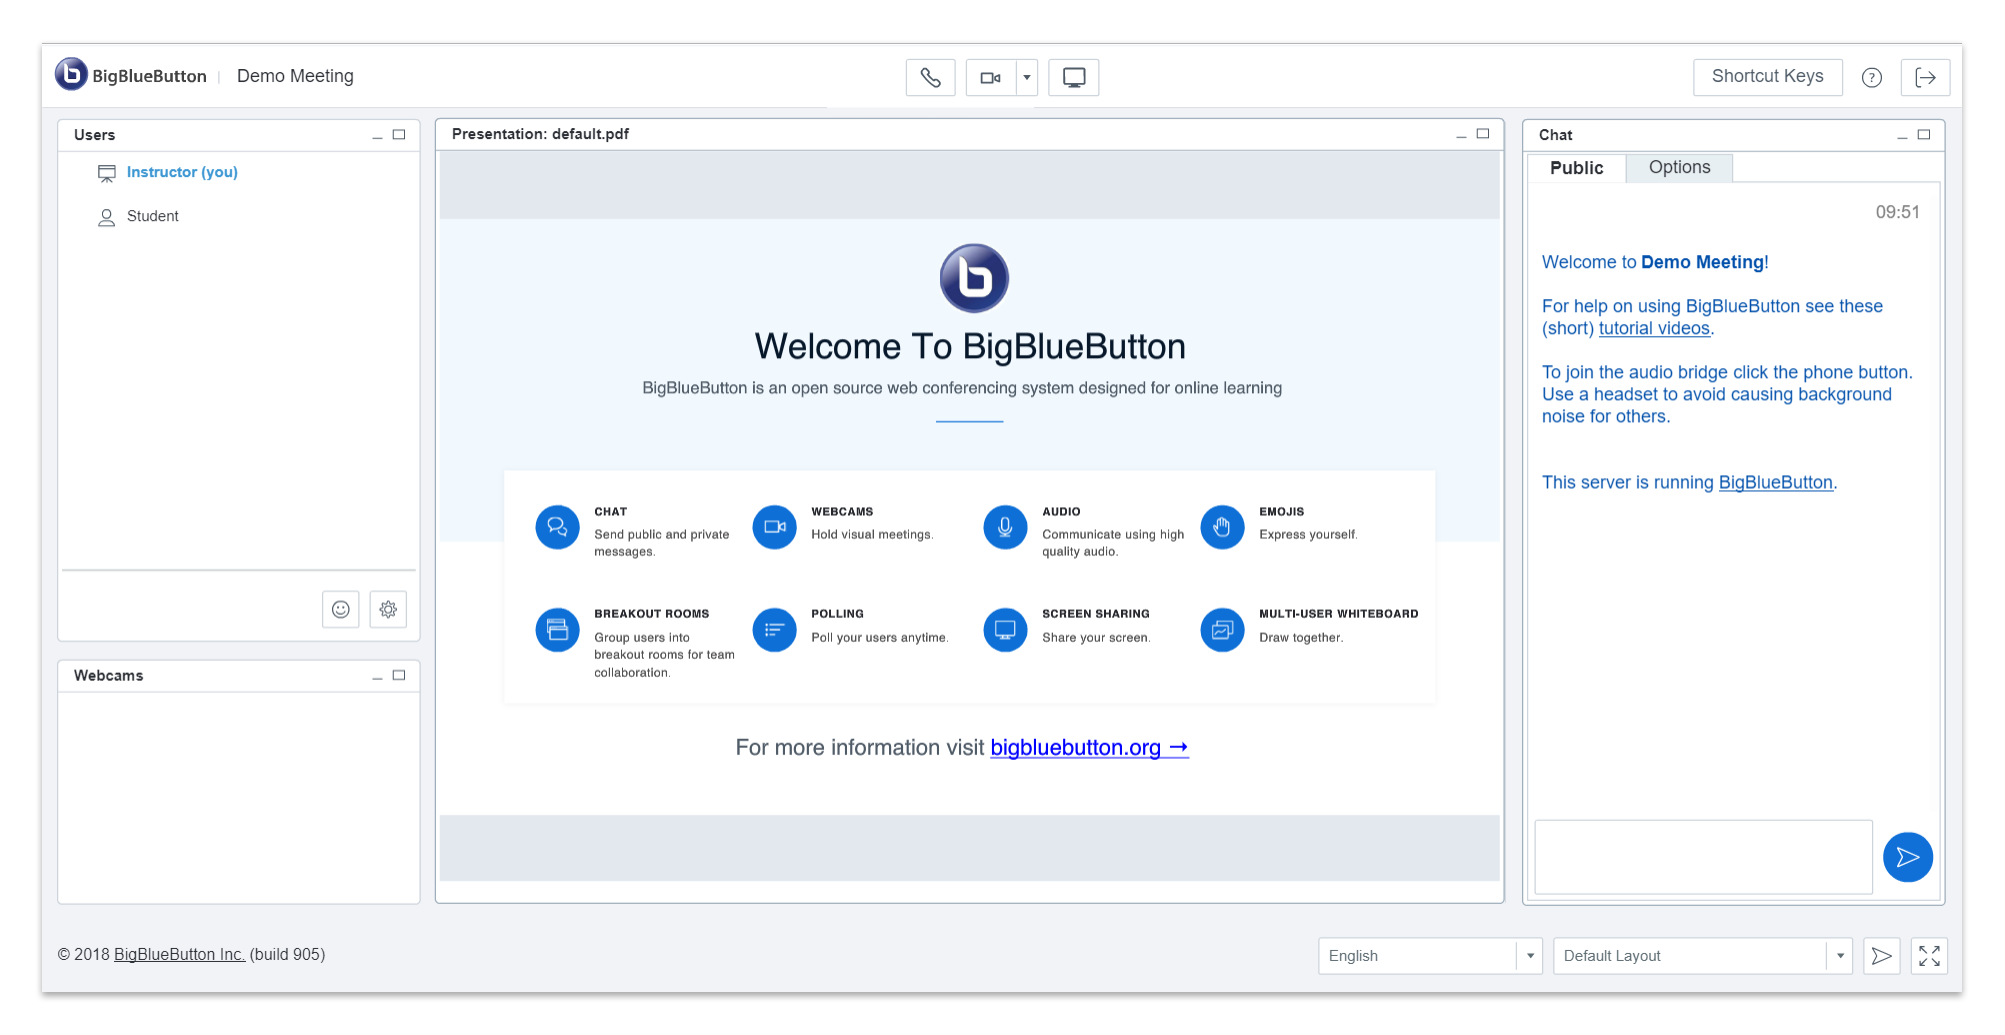 BigBlueButton | Demo Meeting
Shortcut Keys
Users
Instructor (you)
Student
Webcams
Presentation: default.pdf
Welcome To BigBlueButton
BigBlueButton is an open source web conferencing system designed for online learning
CHAT
Send public and private
messages.
WEBCAMS
Hold visual meetings.
AUDIO
Communicate using high
quality audio.
EMOJIS
Express yourself.
BREAKOUT ROOMS
Group users into
breakout rooms for team
collaboration.
POLLING
Poll your users anytime.
SCREEN SHARING
Share your screen.
MULTI-USER WHITEBOARD
Draw together.
For more information visit bigbluebutton.org →
Chat
Public
Options
09:51
Welcome to Demo Meeting!
For help on using BigBlueButton see these
(short) tutorial videos.
To join the audio bridge click the phone button.
Use a headset to avoid causing background
noise for others.
This server is running BigBlueButton.
© 2018 BigBlueButton Inc. (build 905)
English
Default Layout